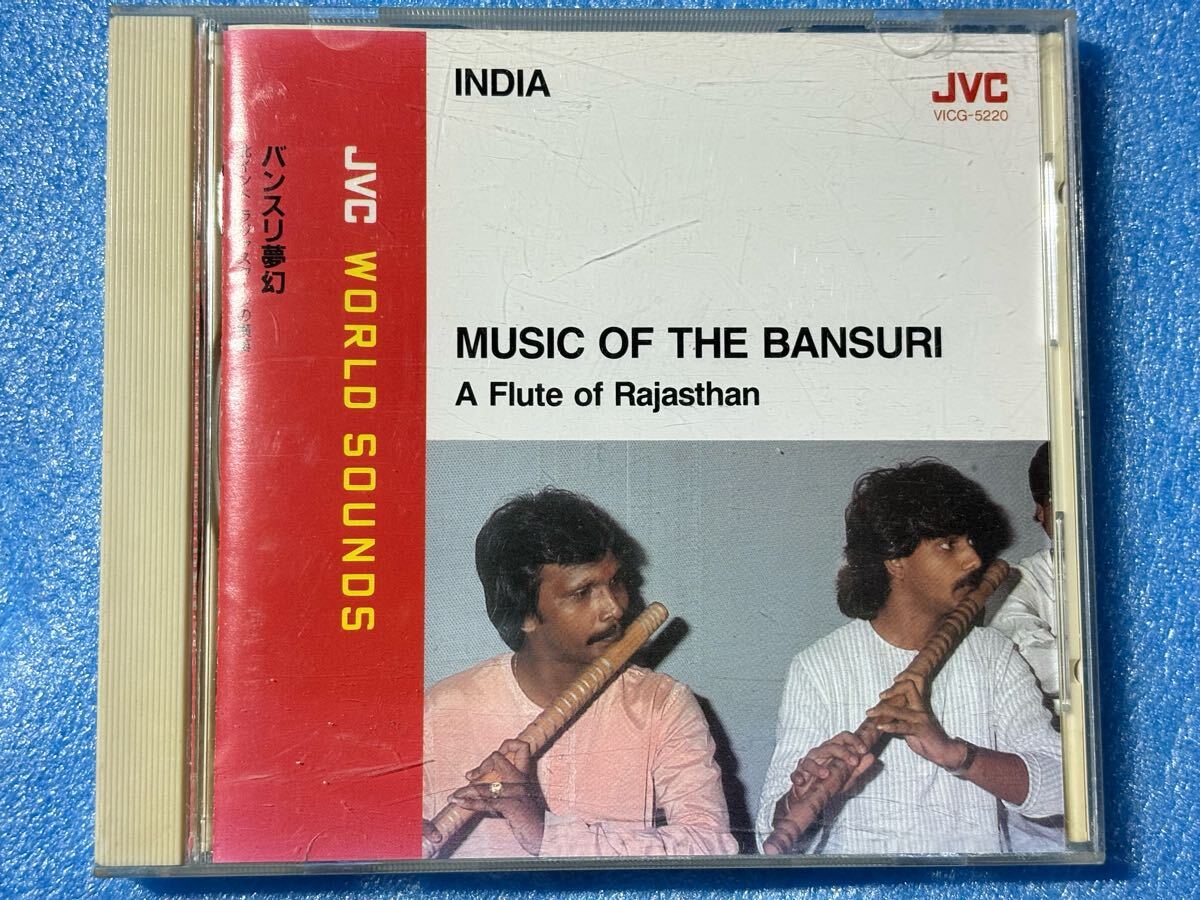 INDIA
JVC
VICG-5220
バンスリ夢幻
JVC WORLD SOUNDS
MUSIC OF THE BANSURI
A Flute of Rajasthan